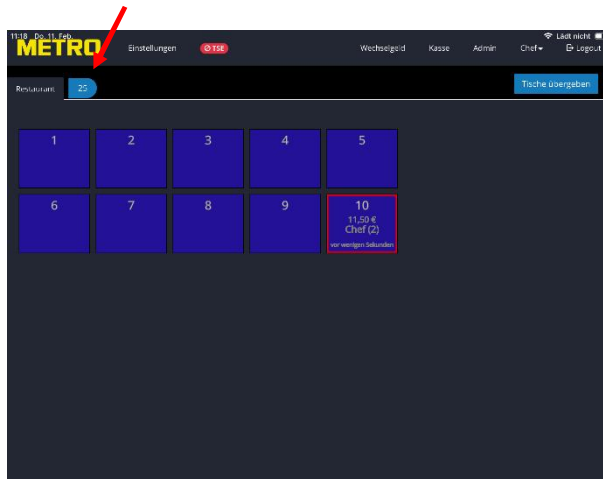 11:18 Do. 11. Feb.
Lädt nicht
METRO
Einstellungen
Ø TSE
Wechselgeld
Kasse
Admin
Chef
Logout
Restaurant
25
Tische übergeben
1
2
3
4
5
6
7
8
9
10
11,50 €
Chef (2)
vor wenigen Sekunden